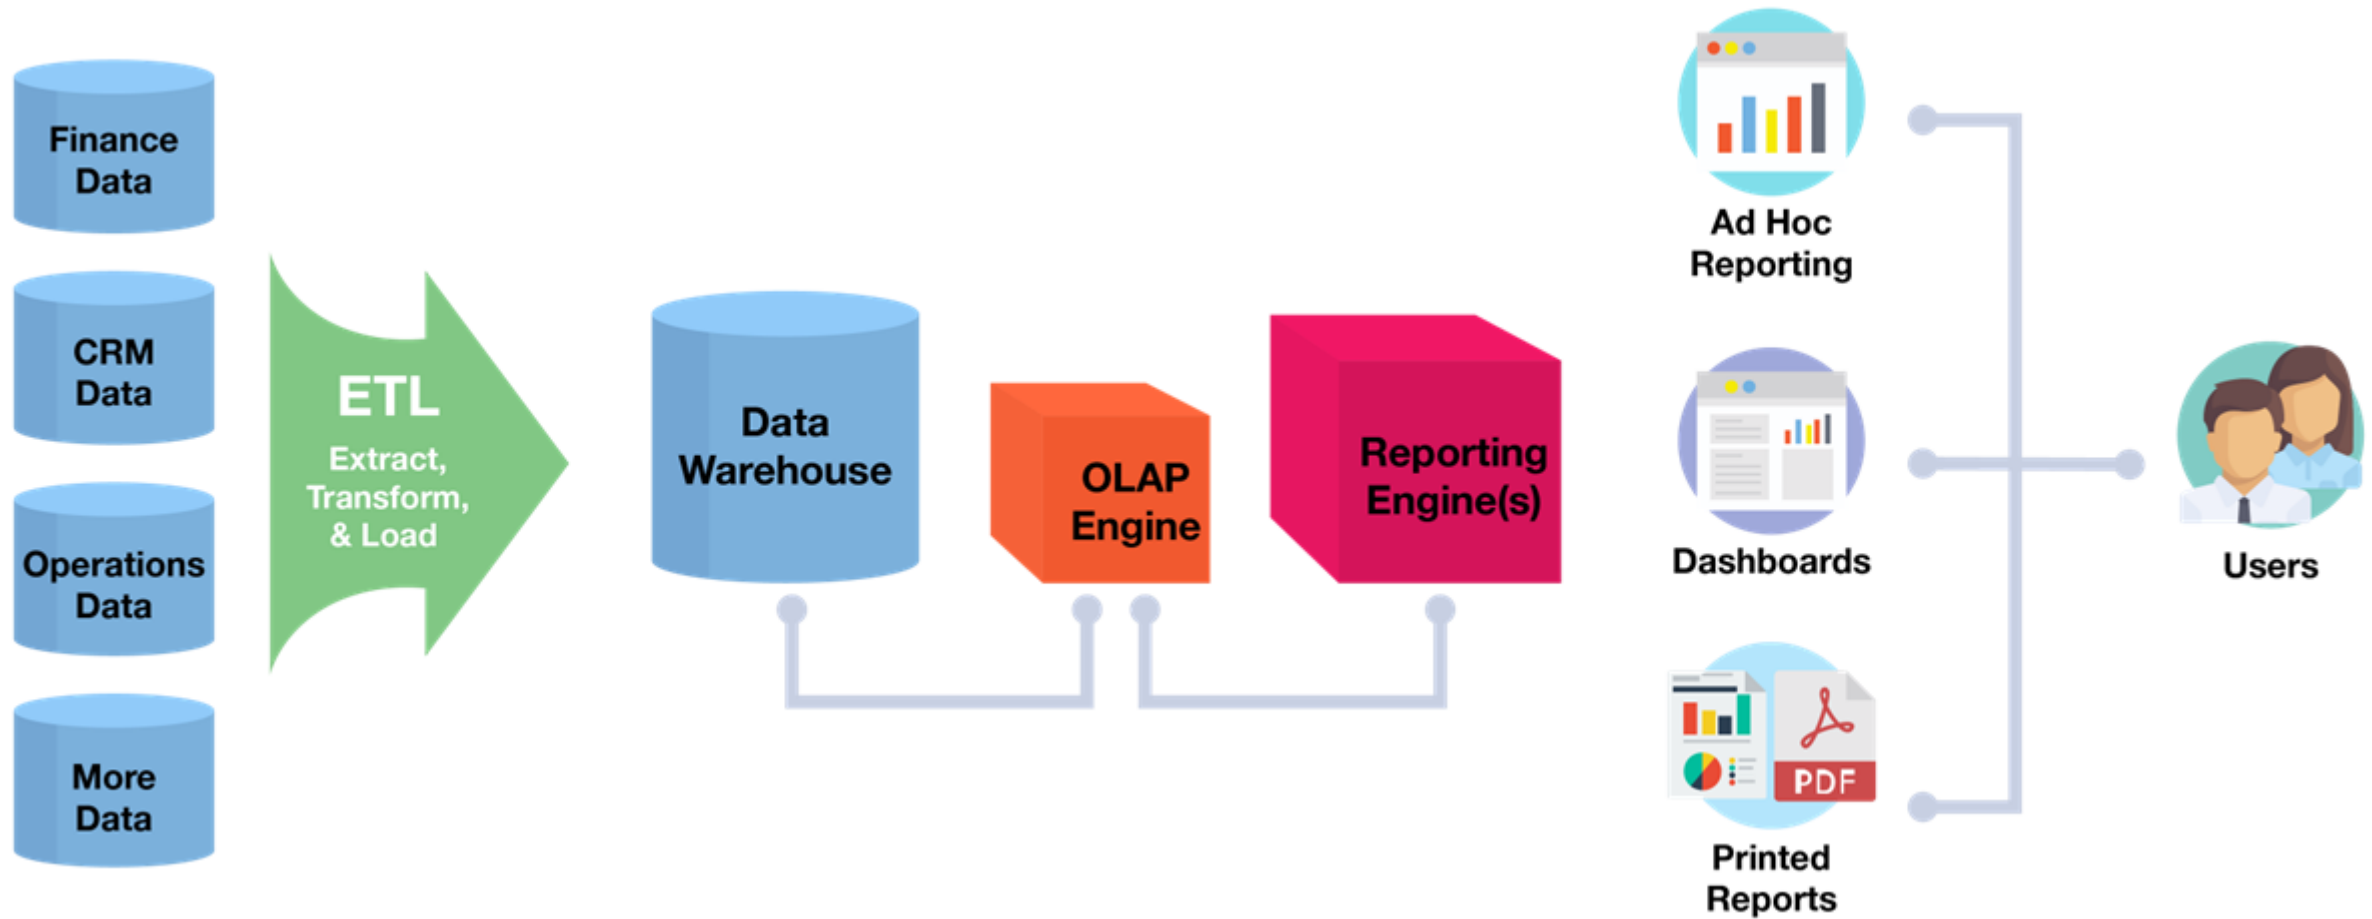 Finance
Data
CRM
Data
Operations
Data
More
Data
ETL
Extract,
Transform,
& Load
Data
Warehouse
OLAP
Engine
Reporting
Engine(s)
Ad Hoc
Reporting
Dashboards
PDF
Printed
Reports
Users